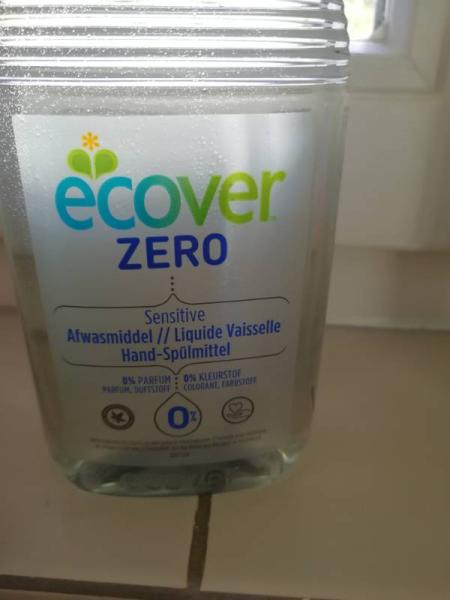 ecover
ZERO
Sensitive
Afwasmiddel // Liquide Vaisselle
Hand-Spülmittel
0% PARFUM
PARFUM, DUFTSTOFF
0% KLEURSTOF
COLORANT, FARBSTOFF
0%